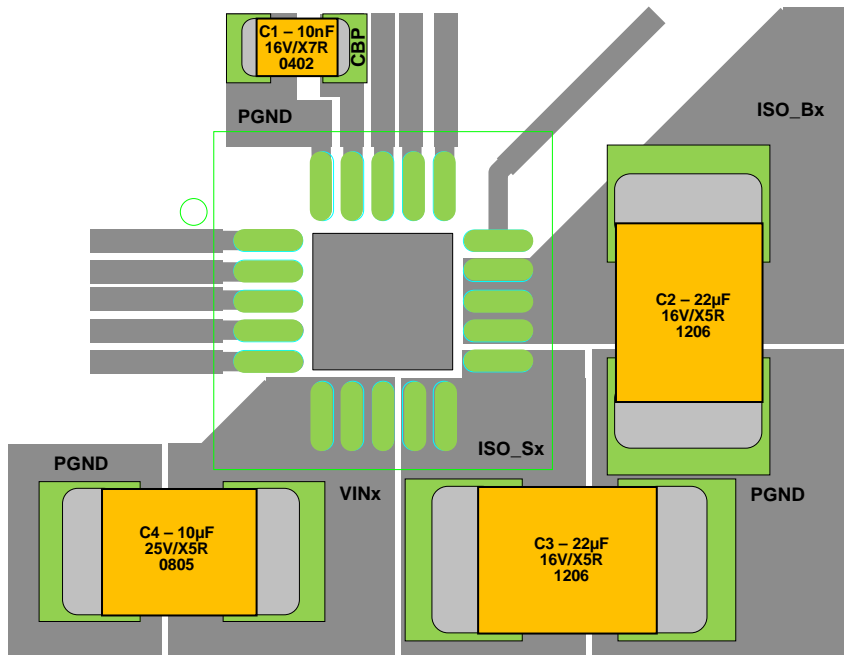 C1 – 10nF
16V/X7R
0402
CBP
PGND
ISO_Bx
C2 – 22µF
16V/X5R
1206
PGND
ISO_Sx
VINx
PGND
C4 – 10µF
25V/X5R
0805
C3 – 22µF
16V/X5R
1206